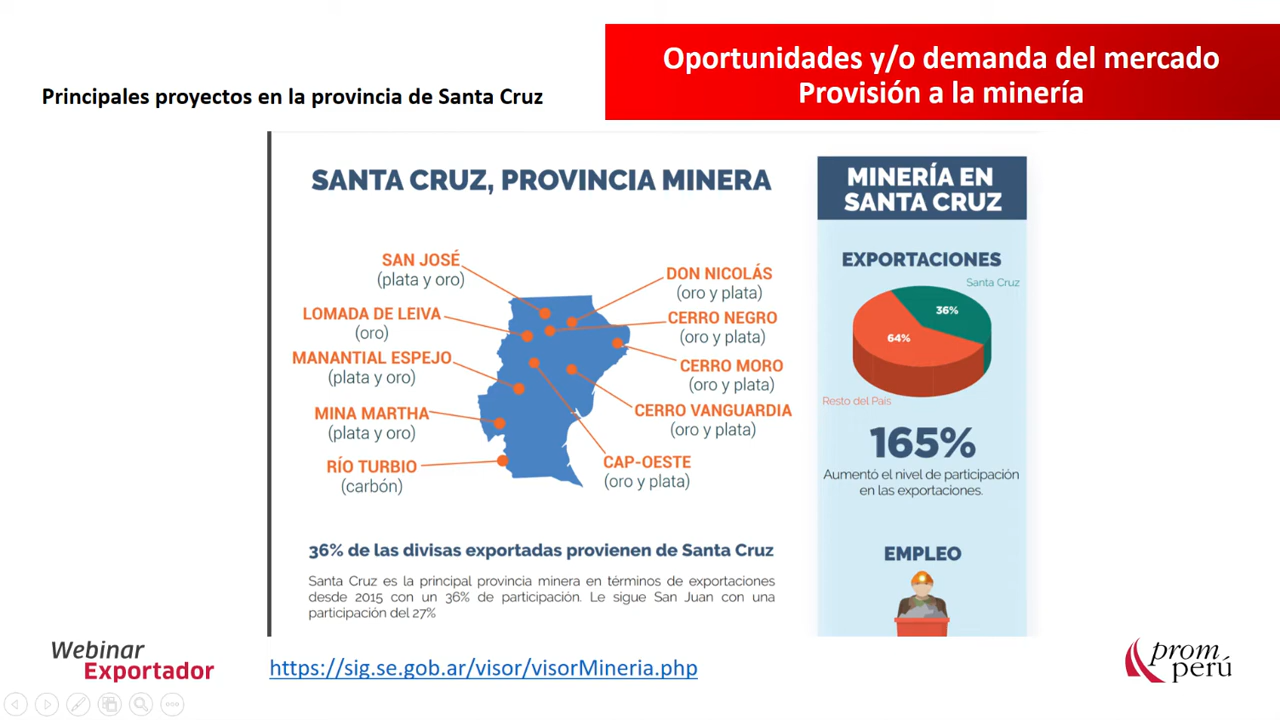 Oportunidades y/o demanda del mercado
Provisión a la minería
Principales proyectos en la provincia de Santa Cruz
SANTA CRUZ, PROVINCIA MINERA
SAN JOSÉ
(plata y oro)
LOMADA DE LEIVA
(oro)
MANANTIAL ESPEJO
(plata y oro)
MINA MARTHA
(plata y oro)
RÍO TURBIO
(carbón)
DON NICOLÁS
(oro y plata)
CERRO NEGRO
(oro y plata)
CERRO MORO
(oro y plata)
CERRO VANGUARDIA
(oro y plata)
CAP-OESTE
(oro y plata)
36% de las divisas exportadas provienen de Santa Cruz
Santa Cruz es la principal provincia minera en términos de exportaciones
desde 2015 con un 36% de participación. Le sigue San Juan con una
participación del 27%
MINERÍA EN
SANTA CRUZ
EXPORTACIONES
Santa Cruz
36%
64%
Resto del País
165%
Aumentó el nivel de participación
en las exportaciones.
EMPLEO
Webinar
Exportador
https://sig.se.gob.ar/visor/visorMineria.php
prom
perú